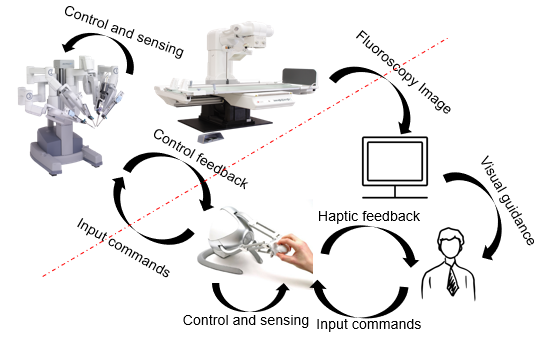 Control and sensing
Fluoroscopy Image
Control feedback
Visual guidance
Haptic feedback
Input commands
Control and sensing
Input commands